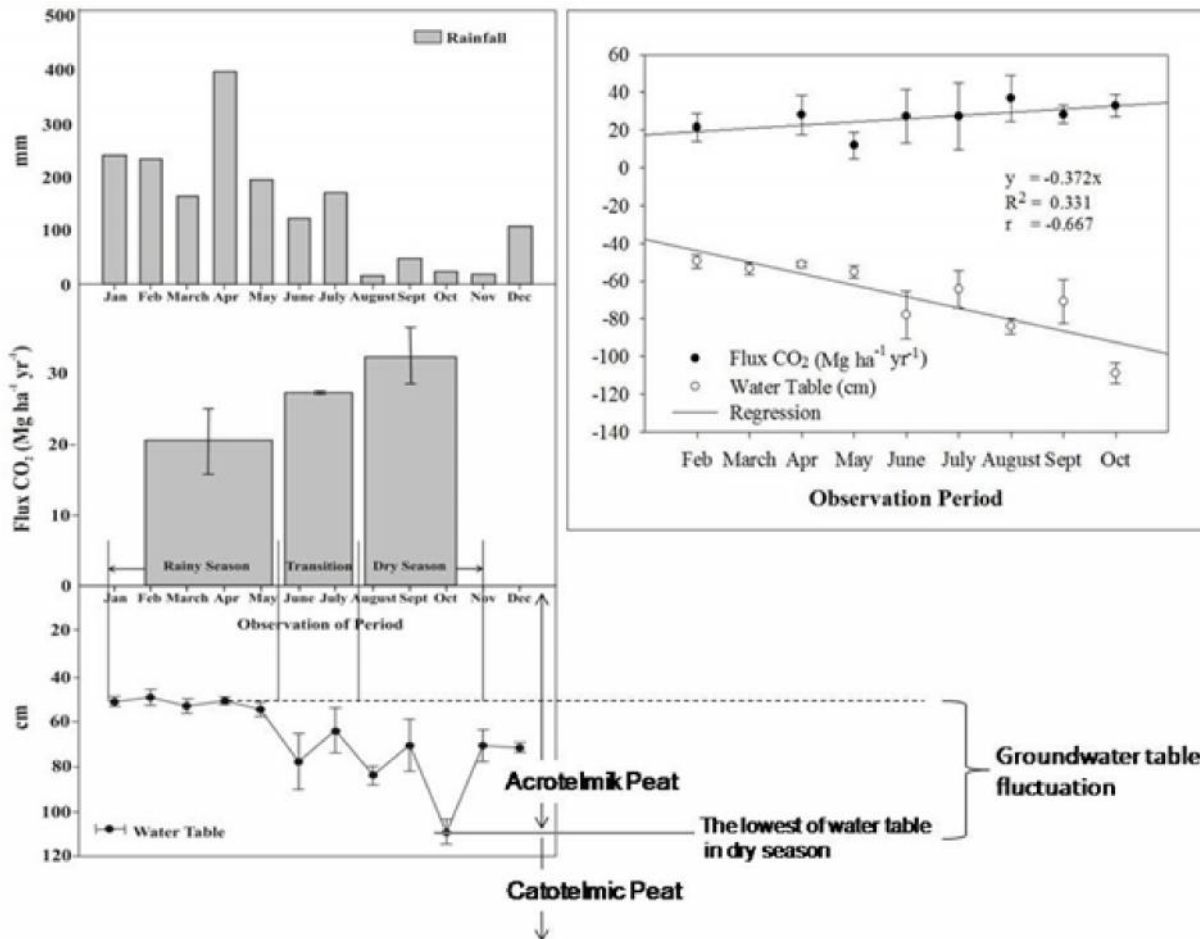 500
400
300
200
100
0
mm
Rainfall
Jan Feb March Apr May June July August Sept Oct Nov Dec
30
20
10
0
Flux CO₂ (Mg ha⁻¹ yr⁻¹)
Rainy Season Transition Dry Season
Jan Feb March Apr May June July August Sept Oct Nov Dec
Observation of Period
20
40
60
80
100
120
cm
Water Table
Acrotelmik Peat
Catotelmic Peat
The lowest of water table
in dry season
Groundwater table
fluctuation
60
40
20
0
-20
-40
-60
-80
-100
-120
-140
y = -0.372x
R² = 0.331
r -0.667
Flux CO₂ (Mg ha⁻¹ yr⁻¹)
Water Table (cm)
Regression
Feb March Apr May June July August Sept Oct
Observation Period